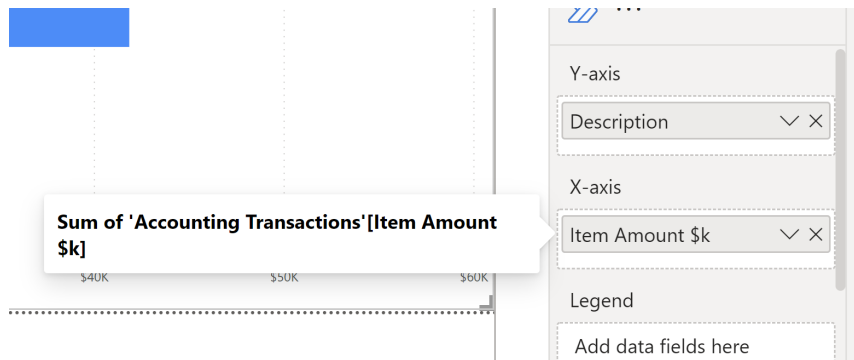 Y-axis
Description
X-axis
Sum of 'Accounting Transactions'[Item Amount
$k]
Item Amount $k
$40K
$50K
$60K
Legend
Add data fields here